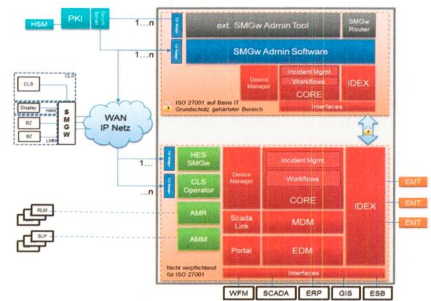 HSM
PKI
1...n
ext. SMGw Admin Tool
SMGw
Router
SMGw Admin Software
Device
Manager
Incident Mgmt
Workflows
CORE
IDEX
Interfaces
ISO 27001 auf Basis IT
Grundschutz gehärteter Bereich
CLS
CLS
Display
HAN
BZ
BZ
LMN
S
M
G
W
WAN
IP Netz
1...
...n
HES
SMGw
CLS
Operator
AMR
AMM
Device
Manager
Incident Mgmt
Workflows
CORE
Scada
Link
MDM
Portal
EDM
IDEX
Interfaces
Nicht verpflichtend
für ISO 27001
EMT
EMT
EMT
RLM
SLP
WFM
SCADA
ERP
GIS
ESB